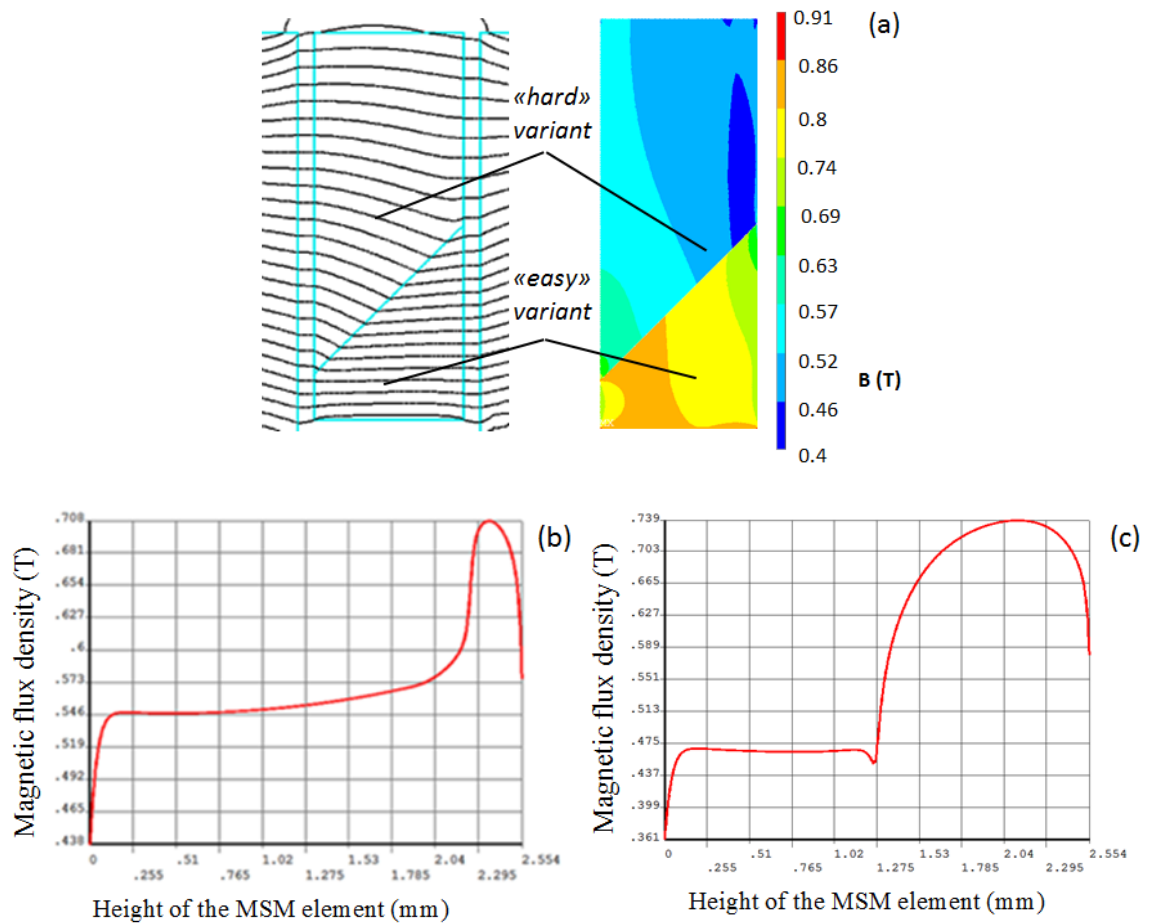 (a)
«hard»
variant
«easy»
variant
0.91
0.86
0.8
0.74
0.69
0.63
0.57
0.52
0.46
0.4
B (T)
(b)
Magnetic flux density (T)
.708
.681
.654
.627
.6
.573
.546
.519
.492
.465
.438
0 .51 1.02 1.53 2.04 2.554
.255 .765 1.275 1.785 2.295
Height of the MSM element (mm)
(c)
Magnetic flux density (T)
.739
.703
.665
.627
.589
.551
.513
.475
.437
.399
.361
0 .51 1.02 1.53 2.04 2.554
.255 .765 1.275 1.785 2.295
Height of the MSM element (mm)